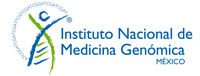 Instituto Nacional de
Medicina Genómica
MÉXICO